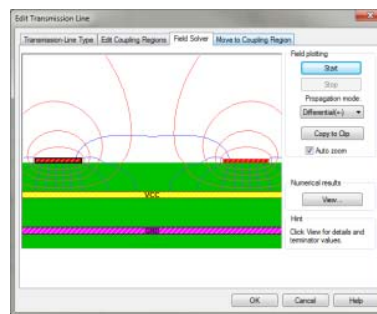 Edit Transmission Line
Transmission-Line Type
Edit Coupling Regions
Field Solver
Move to Coupling Region
Field plotting
Start
Stop
Propagation mode:
Differential(+-)
Copy to Clip
Auto zoom
VCC
Numerical results
View...
Hint
Click View for details and
terminator values.
OK
Cancel
Help